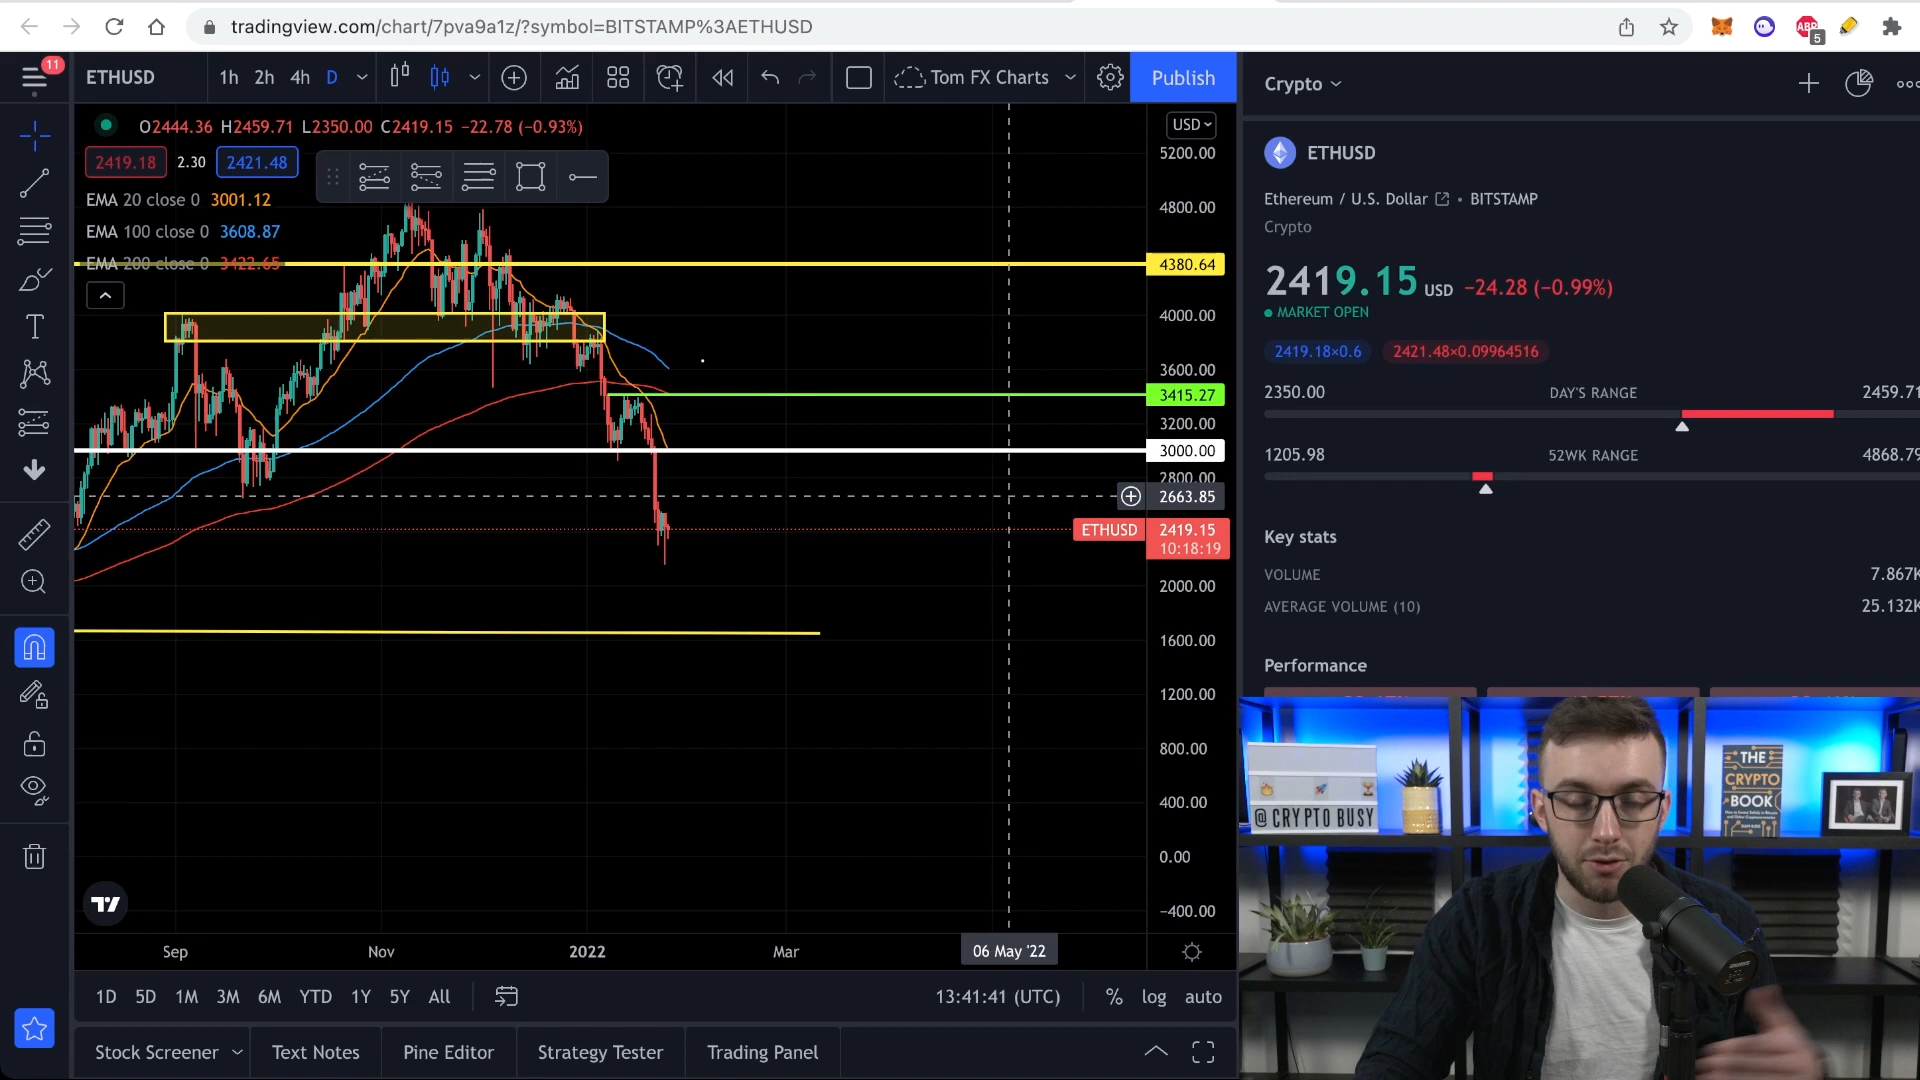 tradingview.com/chart/7pva9a1z/?symbol=BITSTAMP%3AETHUSD
ABP
5
11
ETHUSD
1h 2h 4h D
Tom FX Charts
Publish
Crypto
O2444.36 H2459.71 L2350.00 C2419.15 −22.78 (−0.93%)
2419.18 2.30 2421.48
EMA 20 close 0 3001.12
EMA 100 close 0 3608.87
EMA 200 close 0 3422.65
USD
5200.00
4800.00
4380.64
4000.00
3600.00
3415.27
3200.00
3000.00
2800.00
2663.85
ETHUSD 2419.15
10:18:19
2000.00
1600.00
1200.00
800.00
400.00
0.00
−400.00
Sep Nov 2022 Mar 06 May '22
1D 5D 1M 3M 6M YTD 1Y 5Y All
13:41:41 (UTC) % log auto
Stock Screener Text Notes Pine Editor Strategy Tester Trading Panel
ETHUSD
Ethereum / U.S. Dollar • BITSTAMP
Crypto
2419.15 USD −24.28 (−0.99%)
MARKET OPEN
2419.18×0.6 2421.48×0.09964516
2350.00 DAY'S RANGE 2459.71
1205.98 52WK RANGE 4868.79
Key stats
VOLUME 7.867K
AVERAGE VOLUME (10) 25.132K
Performance
@CRYPTO BUSY
THE
CRYPTO
BOOK